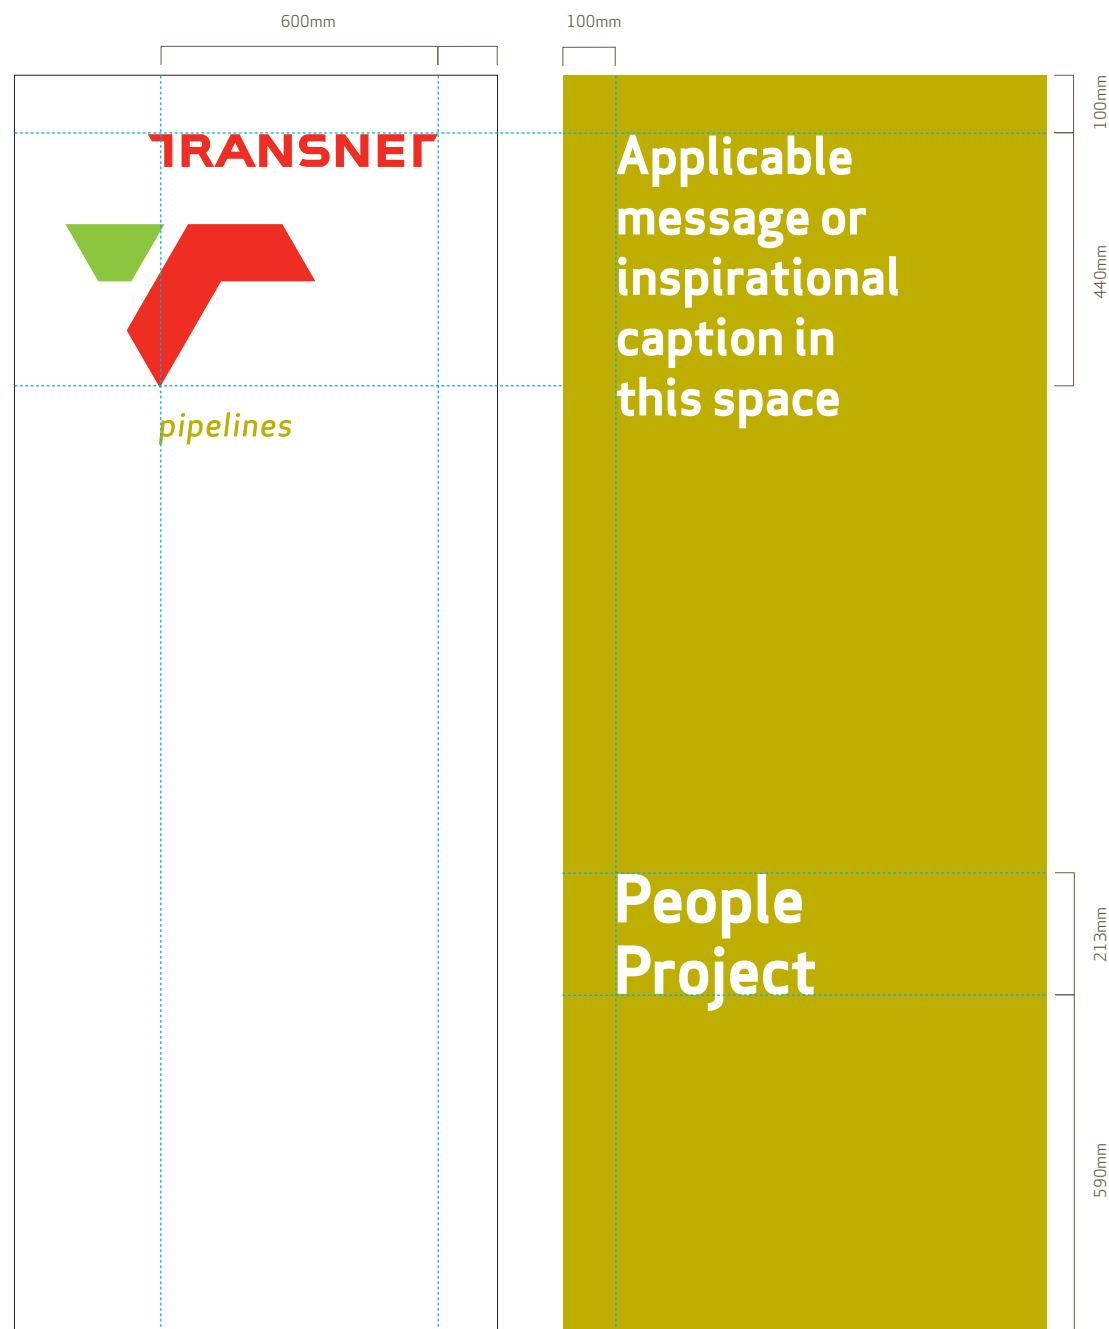 600mm
100mm
TRANSNET
pipelines
Applicable
message or
inspirational
caption in
this space
People
Project
100mm
440mm
213mm
590mm